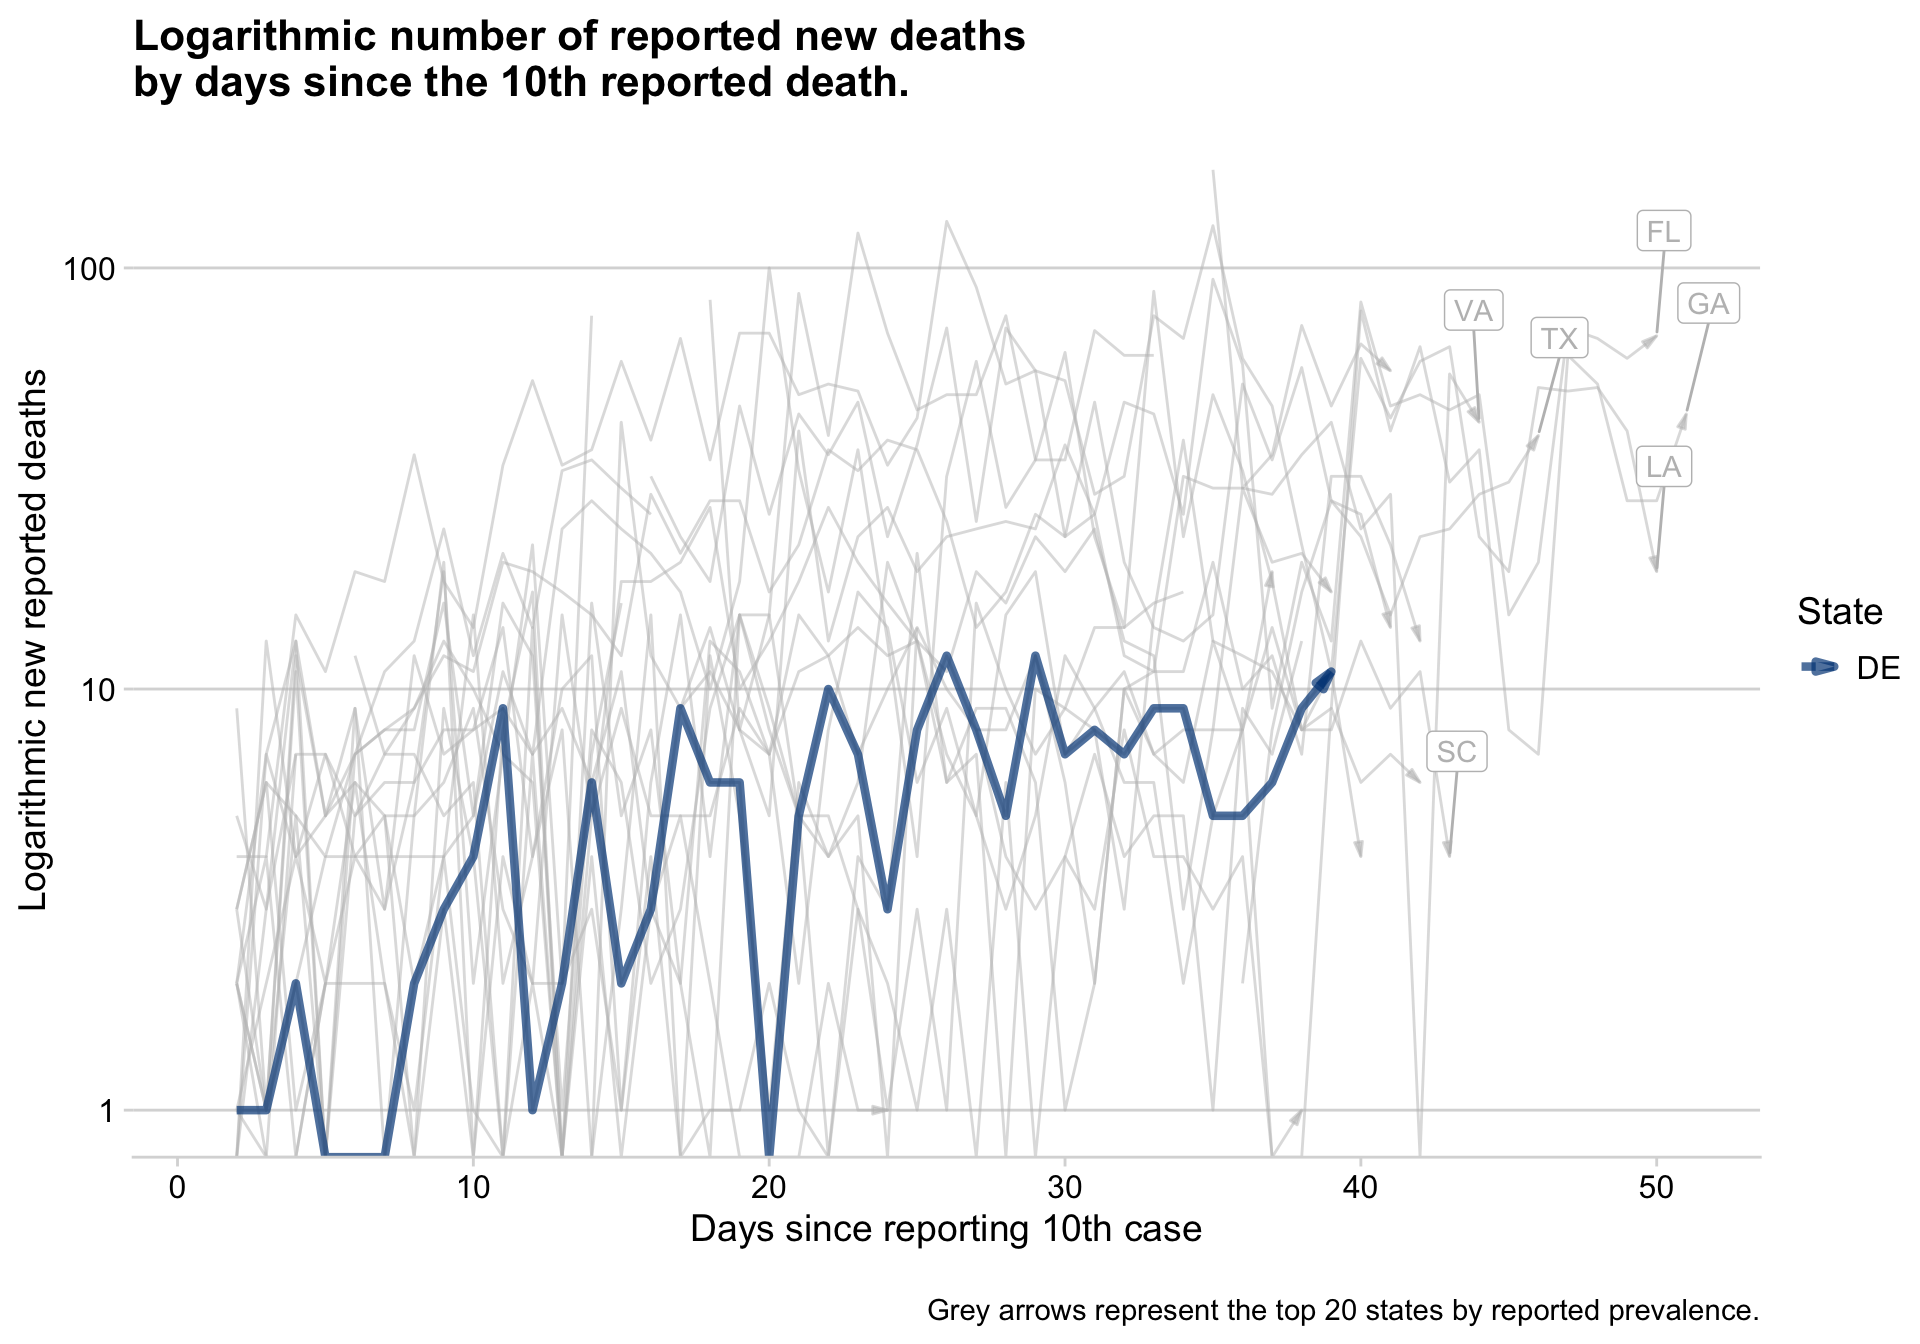 Logarithmic number of reported new deaths
by days since the 10th reported death.
Logarithmic new reported deaths
100
10
1
FL
GA
VA
TX
LA
SC
State
DE
0 10 20 30 40 50
Days since reporting 10th case
Grey arrows represent the top 20 states by reported prevalence.